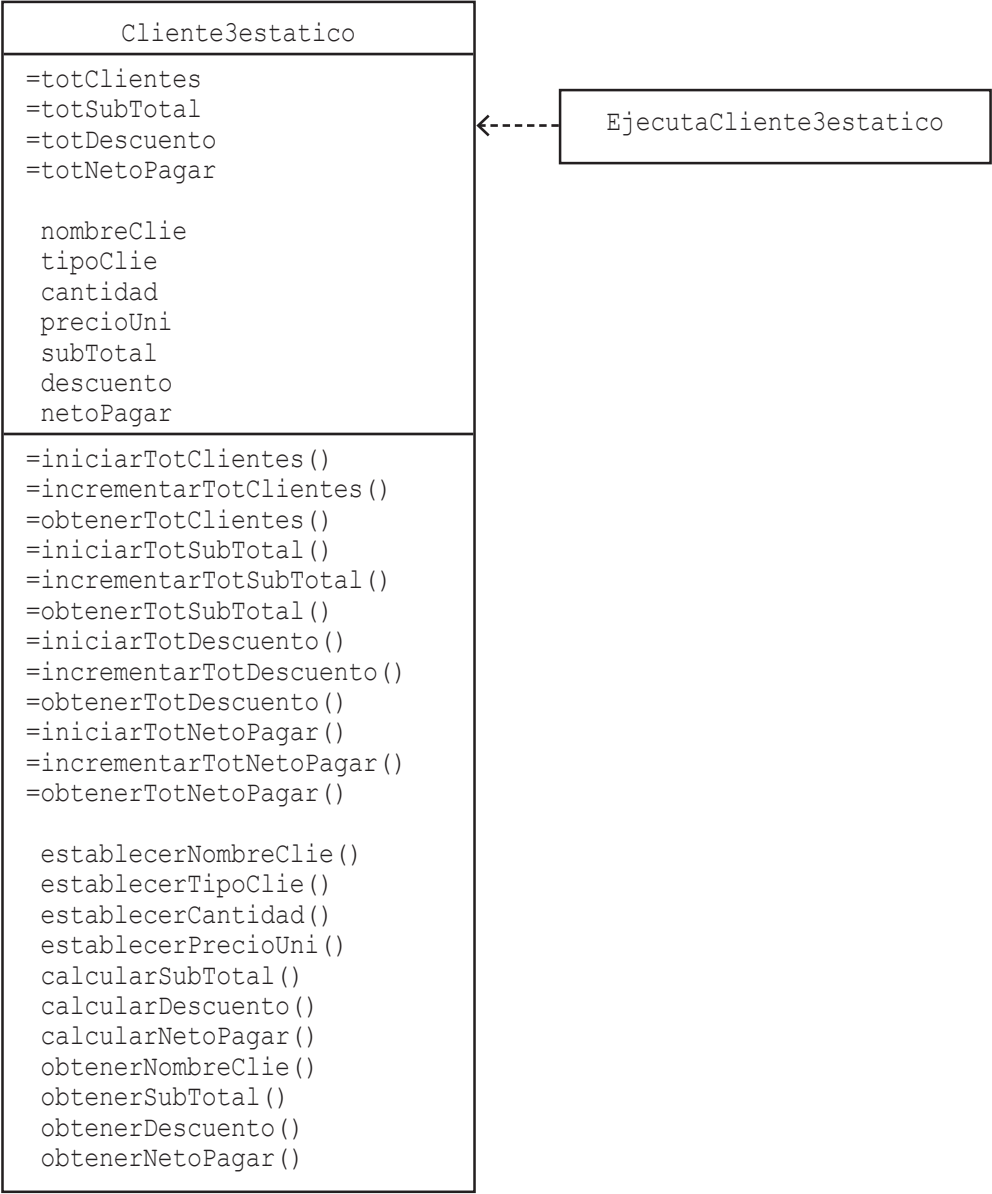 Cliente3estatico
=totClientes
=totSubTotal
=totDescuento
=totNetoPagar
nombreClie
tipoClie
cantidad
precioUni
subTotal
descuento
netoPagar
=iniciarTotClientes()
=incrementarTotClientes()
=obtenerTotClientes()
=iniciarTotSubTotal()
=incrementarTotSubTotal()
=obtenerTotSubTotal()
=iniciarTotDescuento()
=incrementarTotDescuento()
=obtenerTotDescuento()
=iniciarTotNetoPagar()
=incrementarTotNetoPagar()
=obtenerTotNetoPagar()
establecerNombreClie()
establecerTipoClie()
establecerCantidad()
establecerPrecioUni()
calcularSubTotal()
calcularDescuento()
calcularNetoPagar()
obtenerNombreClie()
obtenerSubTotal()
obtenerDescuento()
obtenerNetoPagar()
EjecutaCliente3estatico